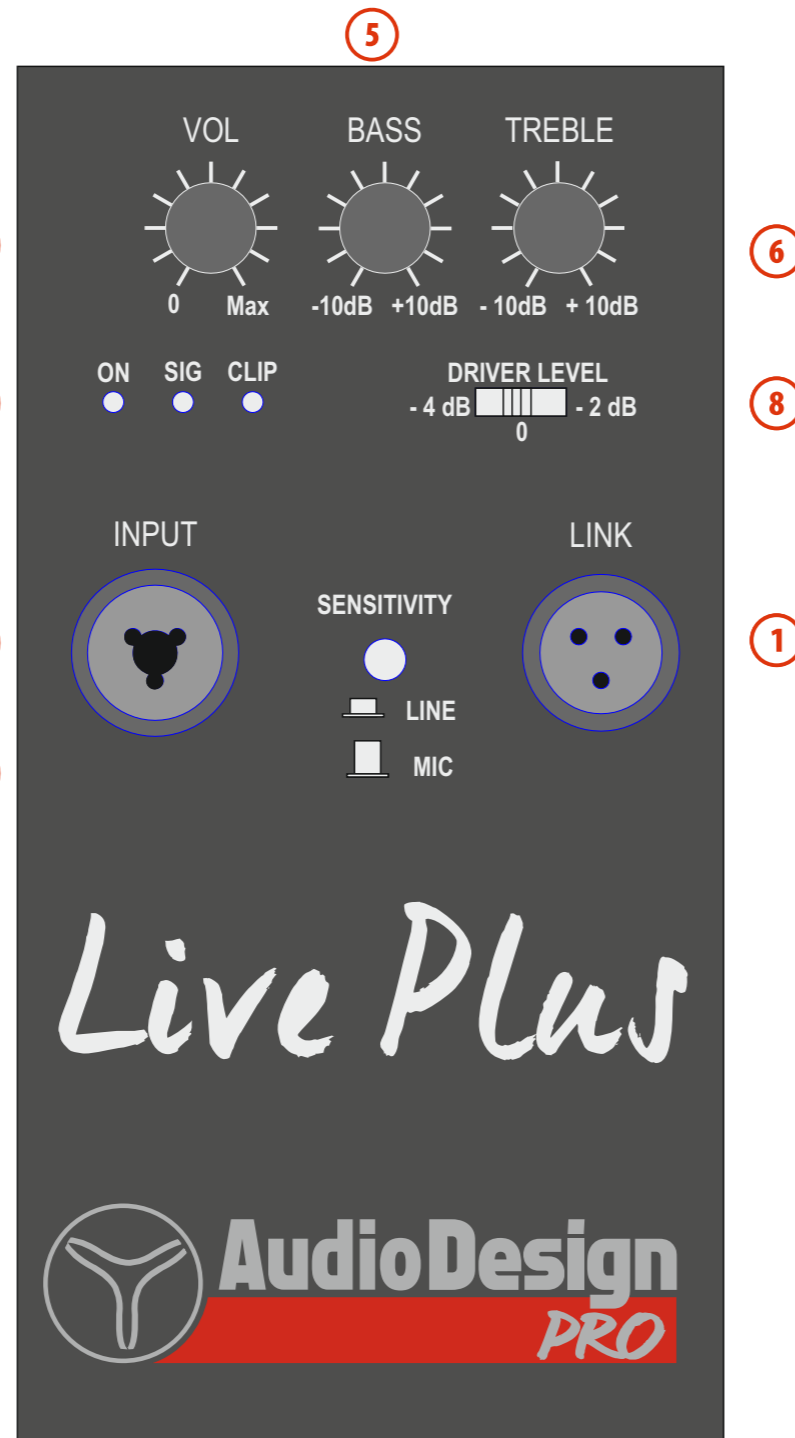 5
VOL BASS TREBLE
6
0 Max -10dB +10dB - 10dB + 10dB
ON SIG CLIP DRIVER LEVEL
- 4 dB - 2 dB 8
0
INPUT LINK
SENSITIVITY
1
LINE
MIC
Live Plus
AudioDesign
PRO